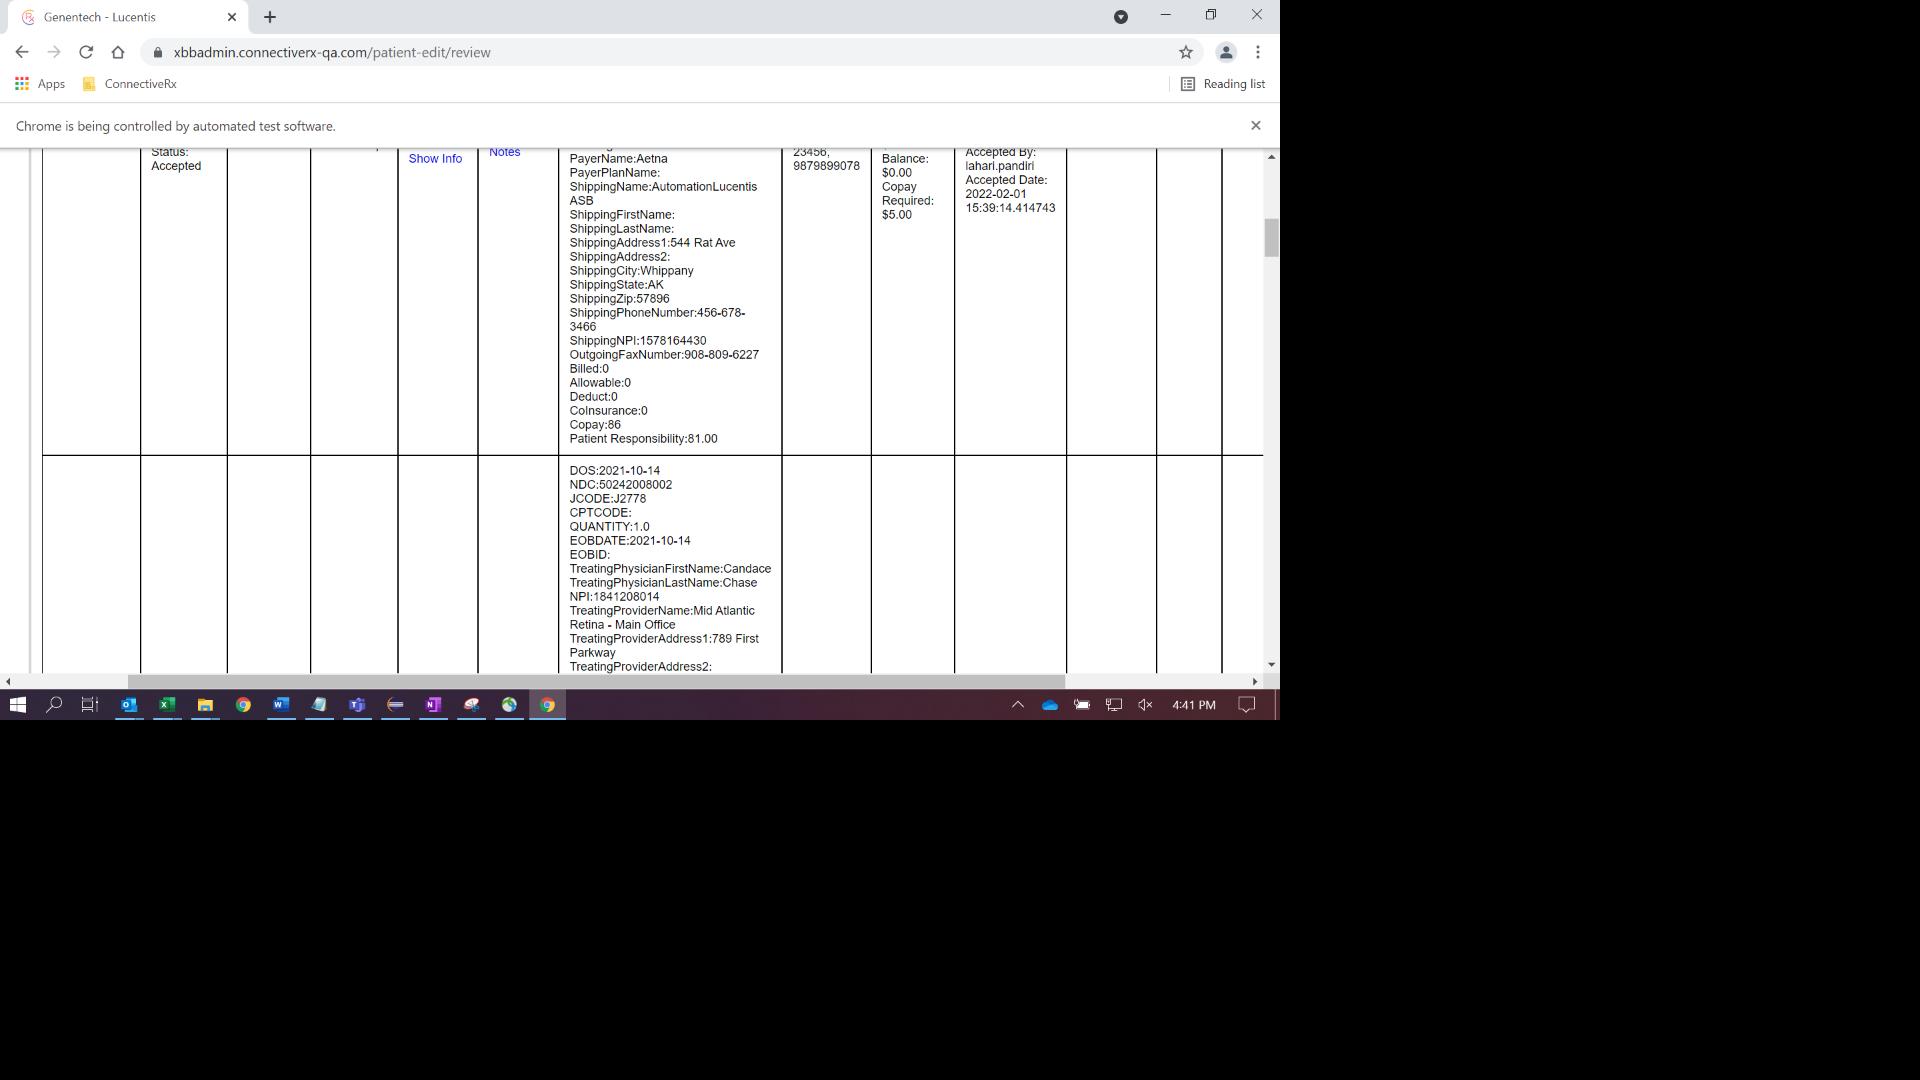 Genentech - Lucentis
xbbadmin.connectiverx-qa.com/patient-edit/review
Apps
ConnectiveRx
Reading list
Chrome is being controlled by automated test software.
Status:
Accepted
Show Info
Notes
PayerName:Aetna
PayerPlanName:
ShippingName:AutomationLucentis
ASB
ShippingFirstName:
ShippingLastName:
ShippingAddress1:544 Rat Ave
ShippingAddress2:
ShippingCity:Whippany
ShippingState:AK
ShippingZip:57896
ShippingPhoneNumber:456-678-
3466
ShippingNPI:1578164430
OutgoingFaxNumber:908-809-6227
Billed:0
Allowable:0
Deduct:0
CoInsurance:0
Copay:86
Patient Responsibility:81.00
23456,
9879899078
Balance:
$0.00
Copay
Required:
$5.00
Accepted By:
lahari.pandiri
Accepted Date:
2022-02-01
15:39:14.414743
DOS:2021-10-14
NDC:50242008002
JCODE:J2778
CPTCODE:
QUANTITY:1.0
EOBDATE:2021-10-14
EOBID:
TreatingPhysicianFirstName:Candace
TreatingPhysicianLastName:Chase
NPI:1841208014
TreatingProviderName:Mid Atlantic
Retina - Main Office
TreatingProviderAddress1:789 First
Parkway
TreatingProviderAddress2:
4:41 PM